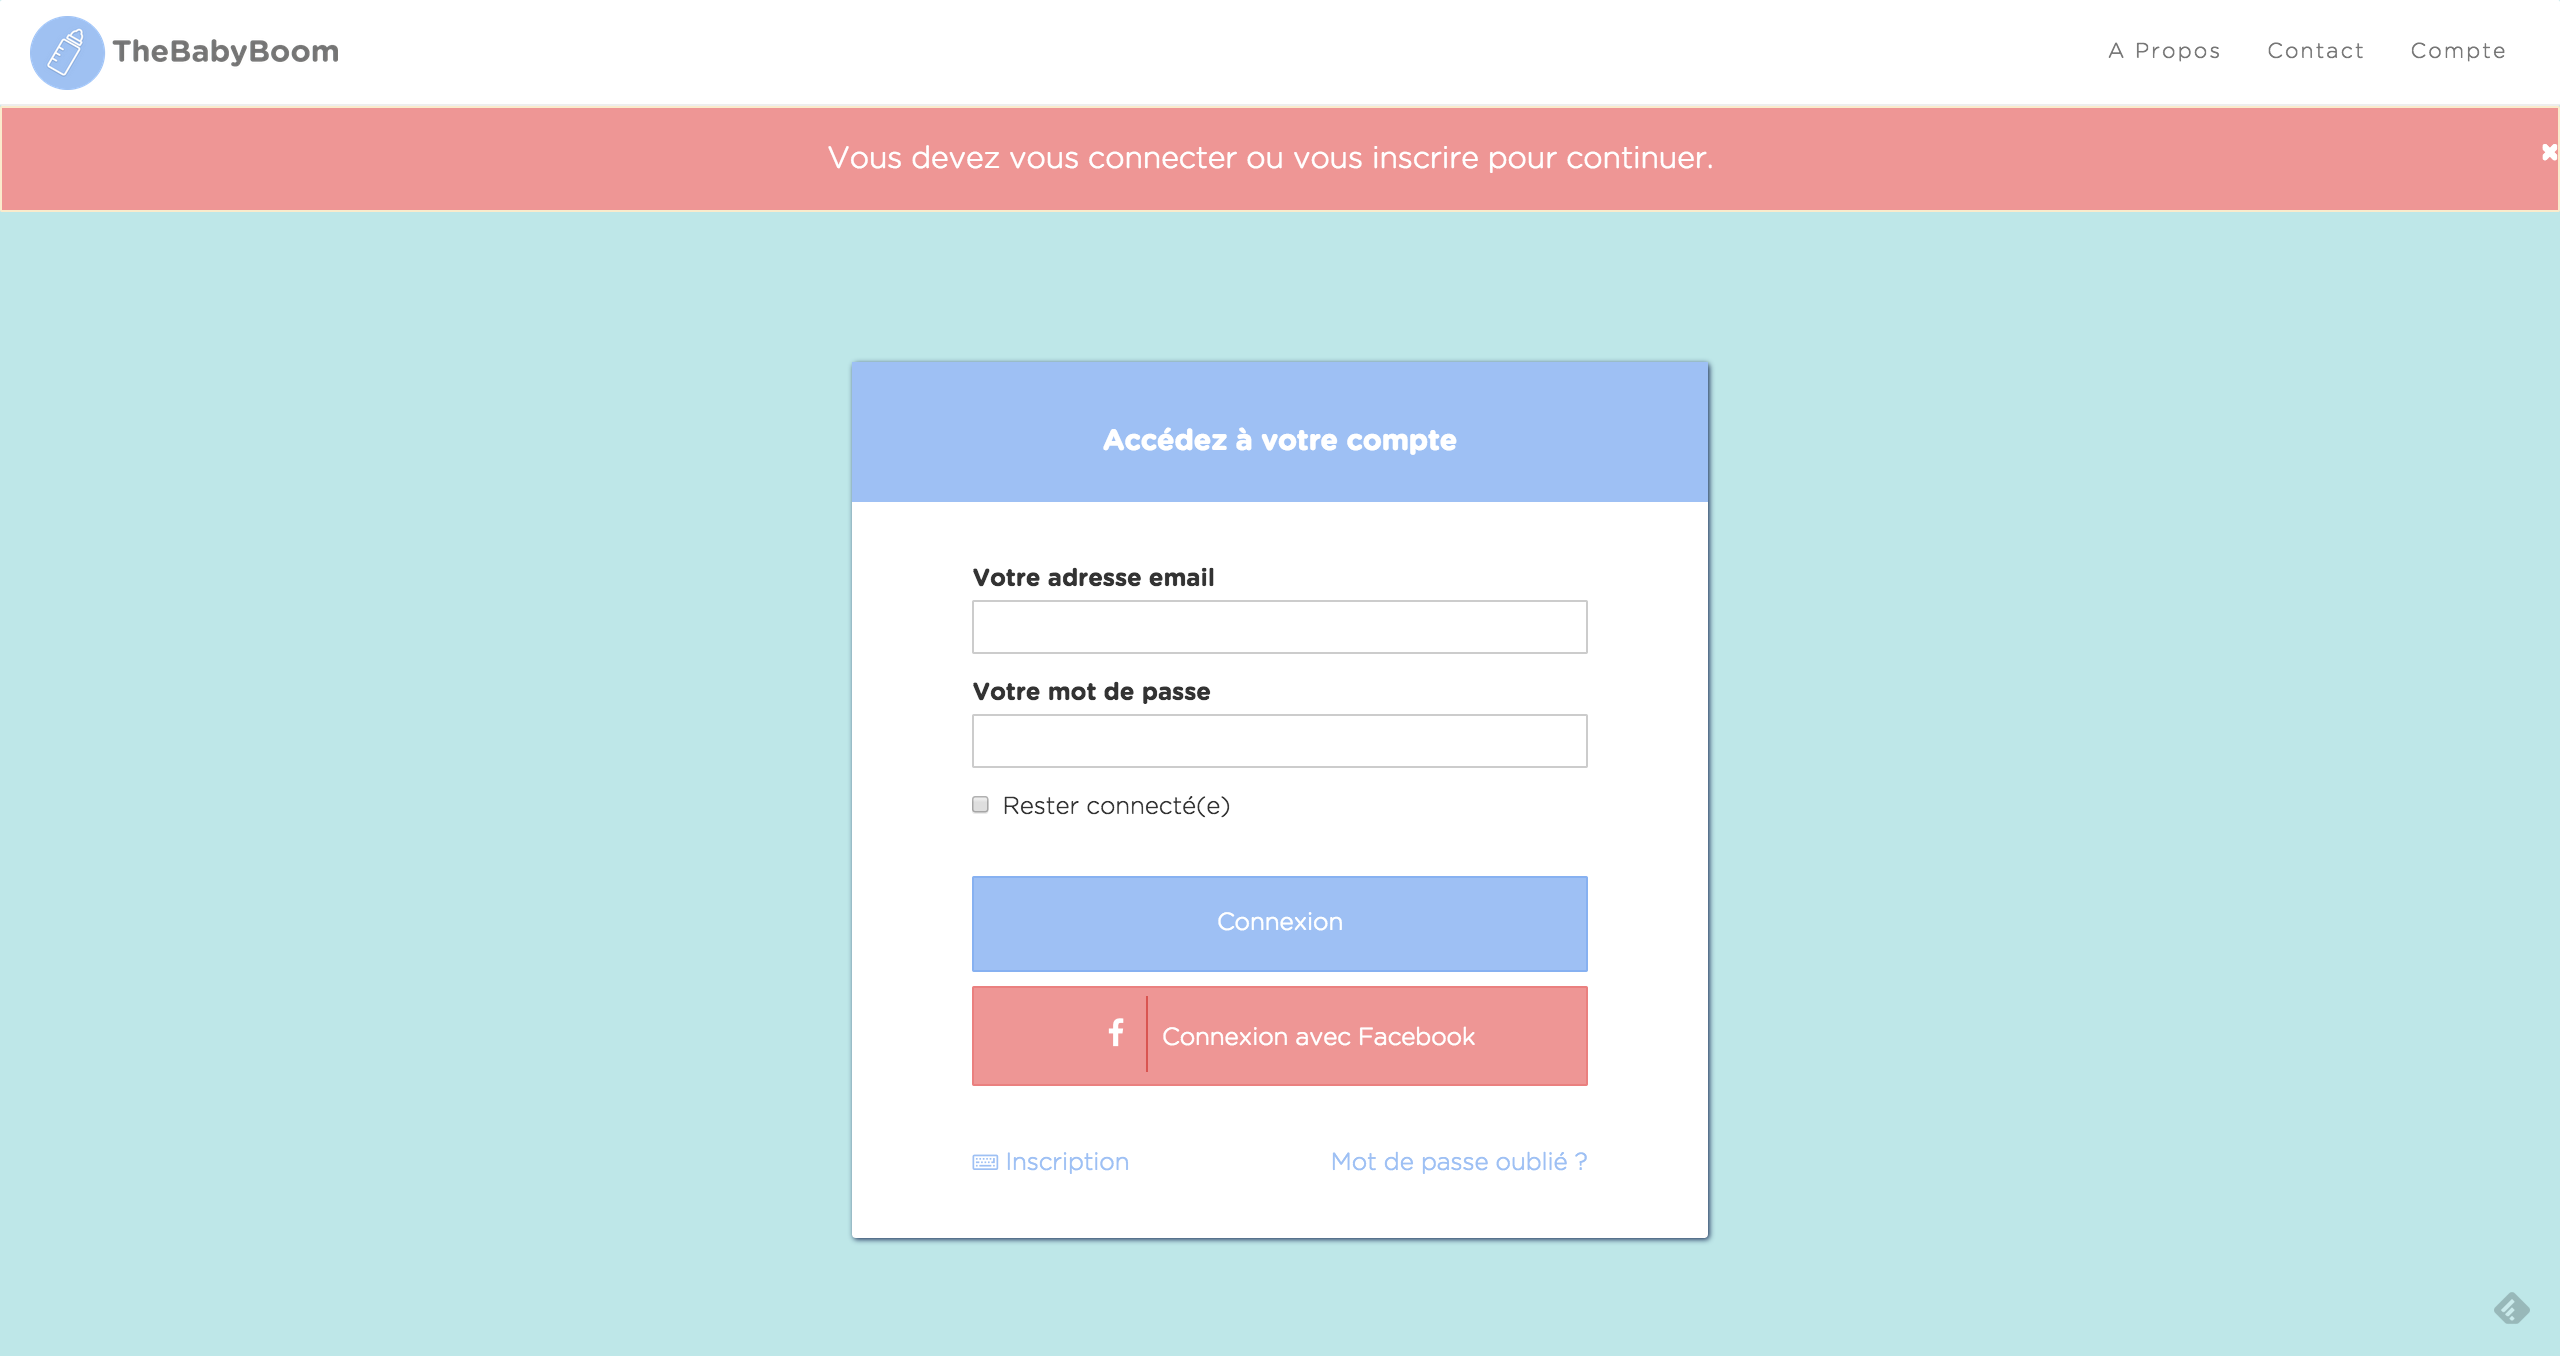 TheBabyBoom
A Propos
Contact
Compte
Vous devez vous connecter ou vous inscrire pour continuer.
Accédez à votre compte
Votre adresse email
Votre mot de passe
Rester connecté(e)
Connexion
Connexion avec Facebook
Inscription
Mot de passe oublié ?